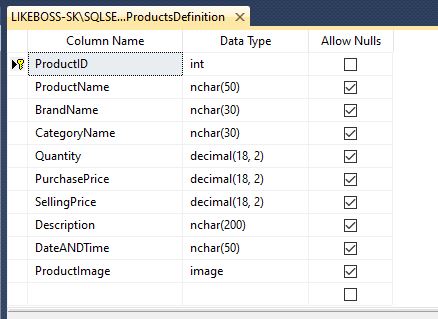 LIKEBOSS-SK\SQLSE...ProductsDefinition
Column Name Data Type Allow Nulls
ProductID int
ProductName nchar(50)
BrandName nchar(30)
CategoryName nchar(30)
Quantity decimal(18, 2)
PurchasePrice decimal(18, 2)
SellingPrice decimal(18, 2)
Description nchar(200)
DateANDTime nchar(50)
ProductImage image